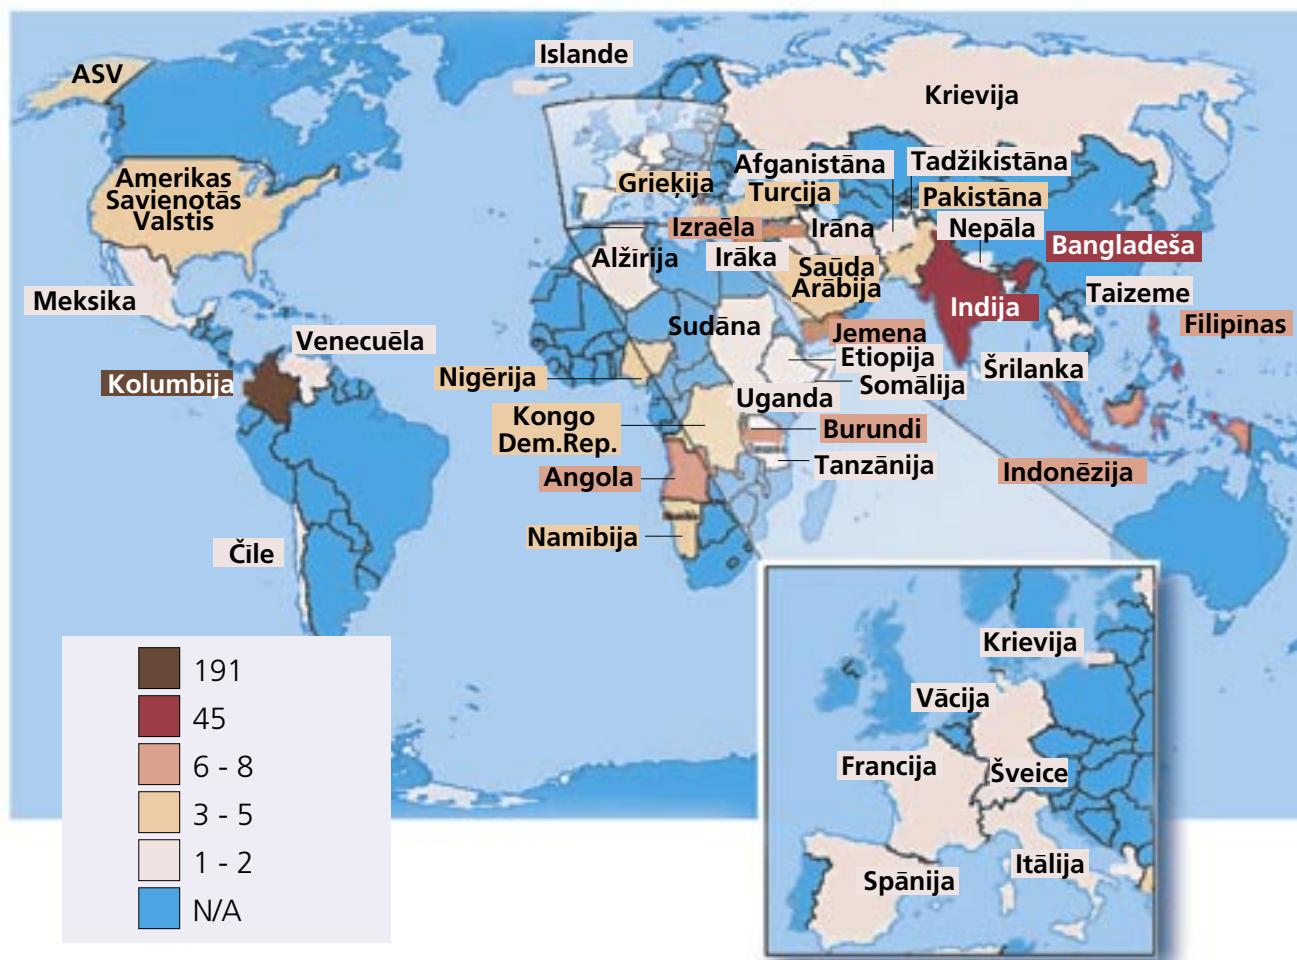 Islande
ASV
Krievija
Afganistāna
Tadžikistāna
Amerikas
Savienotās
Valstis
Grieķija
Turcija
Pakistāna
Izraēla
Irāna
Nepāla
Bangladeša
Alžīrija
Irāka
Saūda
Arābija
Meksika
Indija
Taizeme
Venecuēla
Sudāna
Jemena
Filipīnas
Kolumbija
Nigērija
Etiopija
Šrilanka
Somālija
Uganda
Kongo
Dem.Rep.
Burundi
Angola
Tanzānija
Indonēzija
Namībija
Čīle
Krievija
Vācija
Francija
Šveice
Itālija
Spānija
191
45
6 - 8
3 - 5
1 - 2
N/A